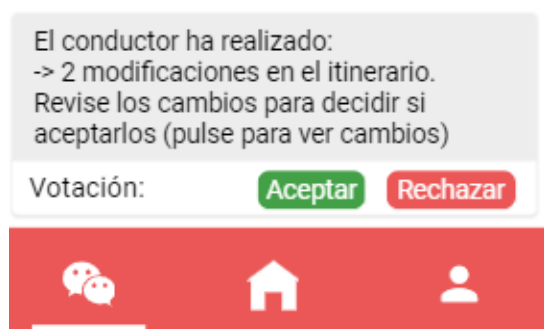 El conductor ha realizado:
-> 2 modificaciones en el itinerario.
Revise los cambios para decidir si
aceptarlos (pulse para ver cambios)
Votación: Aceptar Rechazar